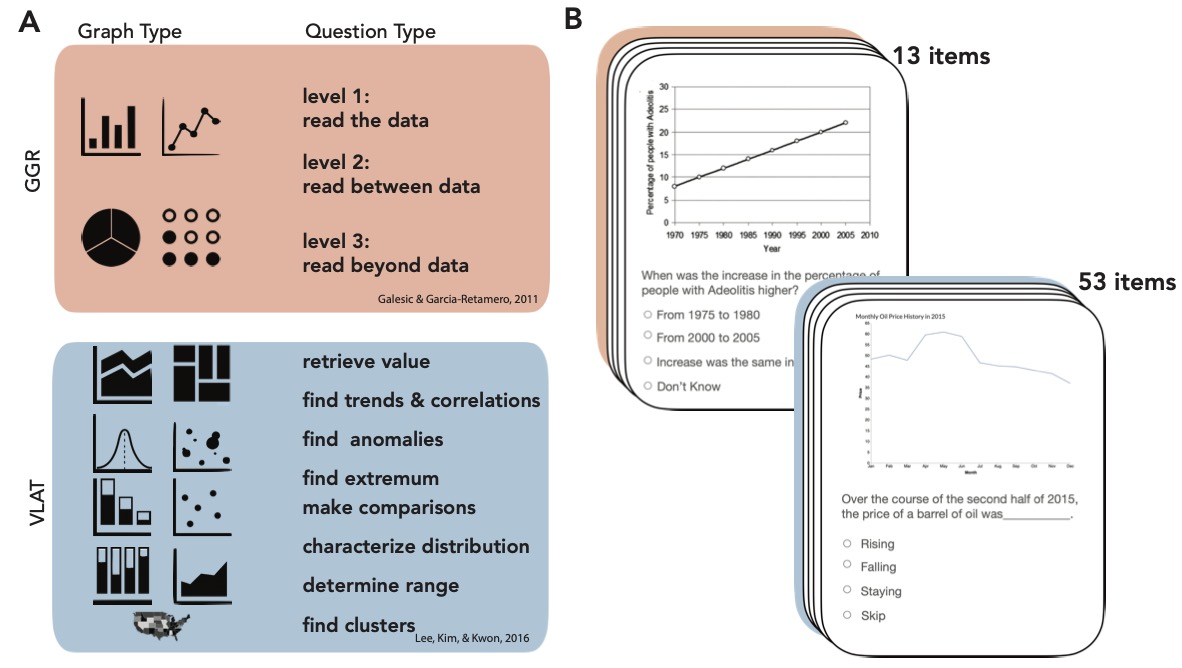 A
Graph Type
Question Type
GGR
level 1:
read the data
level 2:
read between data
level 3:
read beyond data
Galesic & Garcia-Retamero, 2011
VLAT
retrieve value
find trends & correlations
find anomalies
find extremum
make comparisons
characterize distribution
determine range
find clusters
Lee, Kim, & Kwon, 2016
B
13 items
Percentage of people with Adeolitis
30
25
20
15
10
5
0
1970 1975 1980 1985 1990 1995 2000 2005 2010
Year
When was the increase in the percentage of
people with Adeolitis higher?
From 1975 to 1980
From 2000 to 2005
Increase was the same in
Don't Know
53 items
Monthly Oil Price History in 2015
Price
Jan Feb Mar Apr May Jun Jul Aug Sep Oct Nov Dec
Month
Over the course of the second half of 2015,
the price of a barrel of oil was__________.
Rising
Falling
Staying
Skip